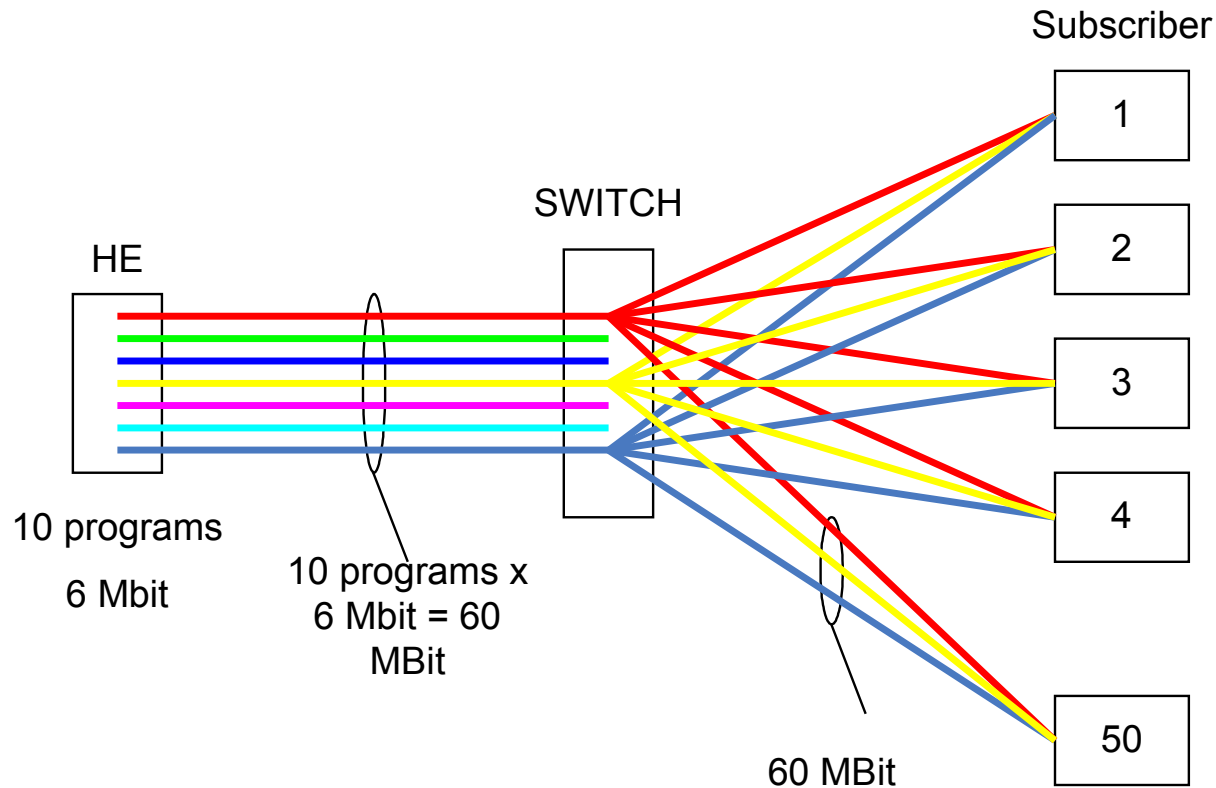 Subscriber
1
SWITCH
2
HE
3
4
10 programs
6 Mbit
10 programs x
6 Mbit = 60
MBit
50
60 MBit